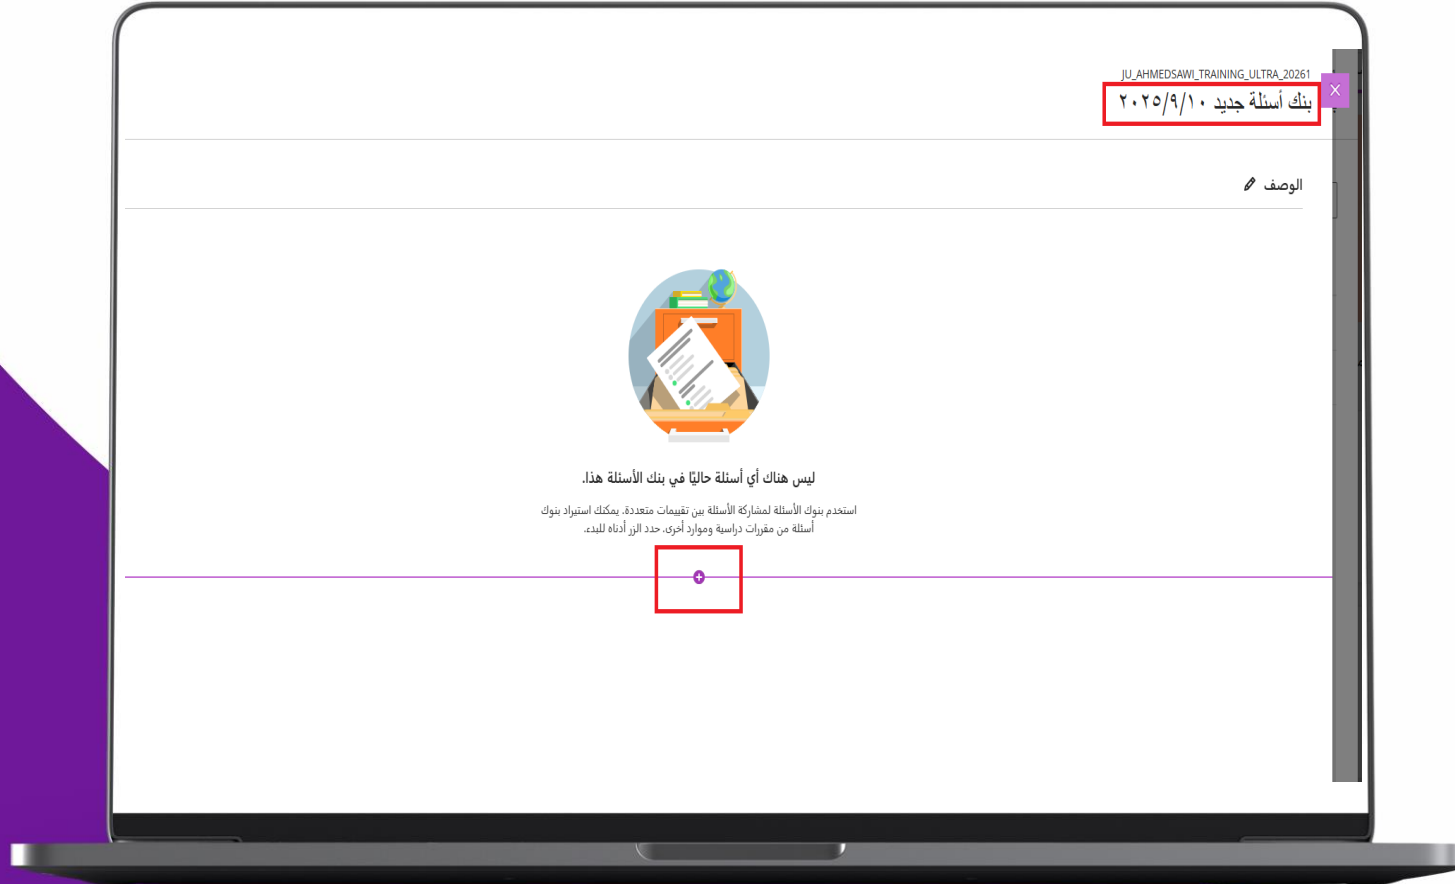 JU_AHMEDSAWI_TRAINING_ULTRA_20261
بنك أسئلة جديد ٢٠٢٥/٩/١٠
الوصف
ليس هناك أي أسئلة حاليًا في بنك الأسئلة هذا.
استخدم بنوك الأسئلة لمشاركة الأسئلة بين تقييمات متعددة. يمكنك استيراد بنوك
أسئلة من مقررات دراسية وموارد أخرى. حدد الزر أدناه للبدء.